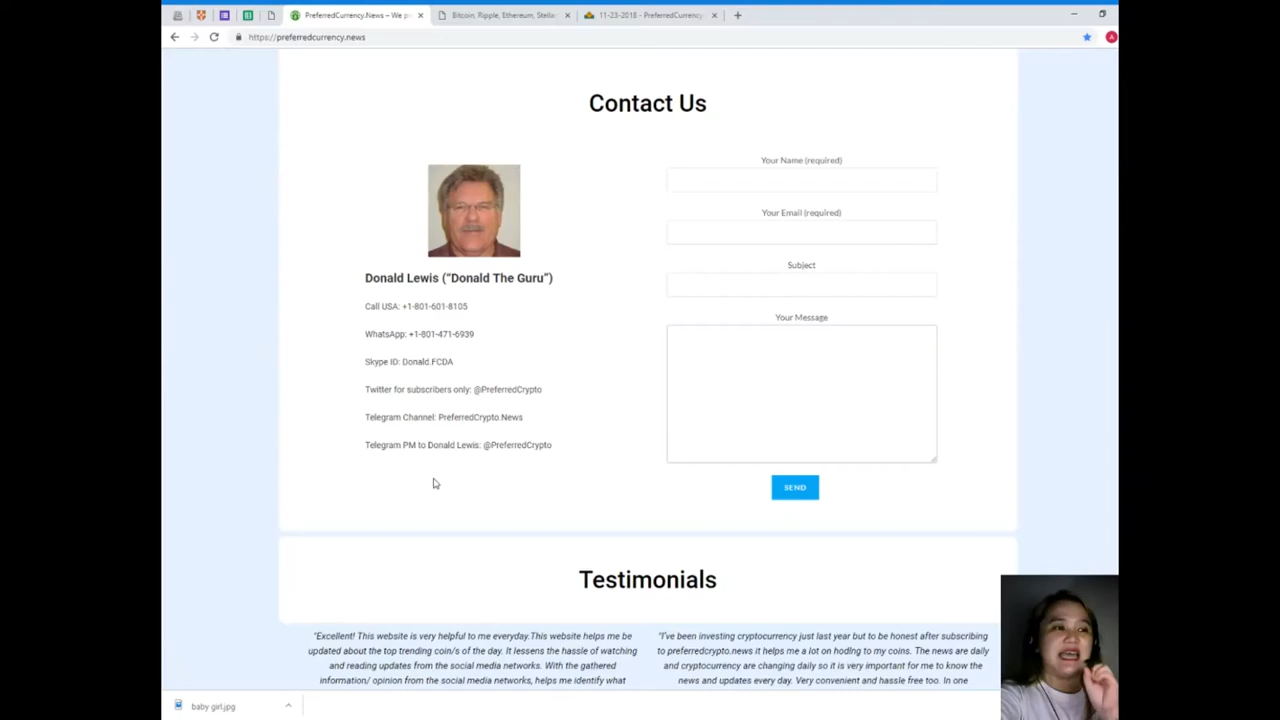 PreferredCurrency.News – We pr
Bitcoin, Ripple, Ethereum, Stella
11-23-2018 - PreferredCurrency
https://preferredcurrency.news
Contact Us
Donald Lewis (“Donald The Guru”)
Call USA: +1-801-601-8105
WhatsApp: +1-801-471-6939
Skype ID: Donald.FCDA
Twitter for subscribers only: @PreferredCrypto
Telegram Channel: PreferredCrypto.News
Telegram PM to Donald Lewis: @PreferredCrypto
Your Name (required)
Your Email (required)
Subject
Your Message
SEND
Testimonials
"Excellent! This website is very helpful to me everyday.This website helps me be
updated about the top trending coin/s of the day. It lessens the hassle of watching
and reading updates from the social media networks. With the gathered
information/ opinion from the social media networks, helps me identify what
"I've been investing cryptocurrency just last year but to be honest after subscribing
to preferredcrypto.news it helps me a lot on hodlng to my coins. The news are daily
and cryptocurrency are changing daily so it is very important for me to know the
news and updates every day. Very convenient and hassle free too. In one
baby girl.jpg